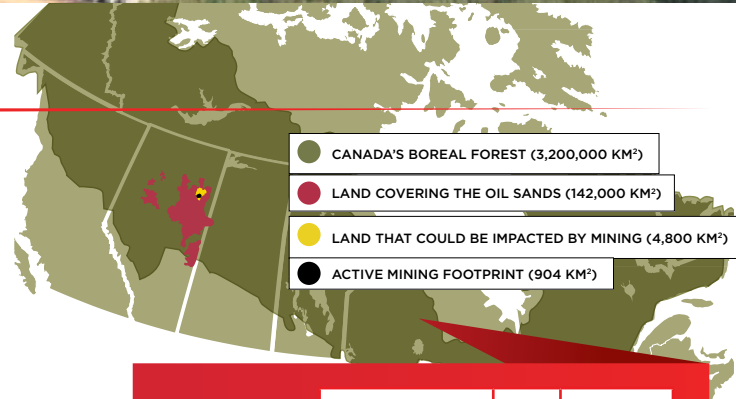 CANADA'S BOREAL FOREST (3,200,000 KM²)
LAND COVERING THE OIL SANDS (142,000 KM²)
LAND THAT COULD BE IMPACTED BY MINING (4,800 KM²)
ACTIVE MINING FOOTPRINT (904 KM²)